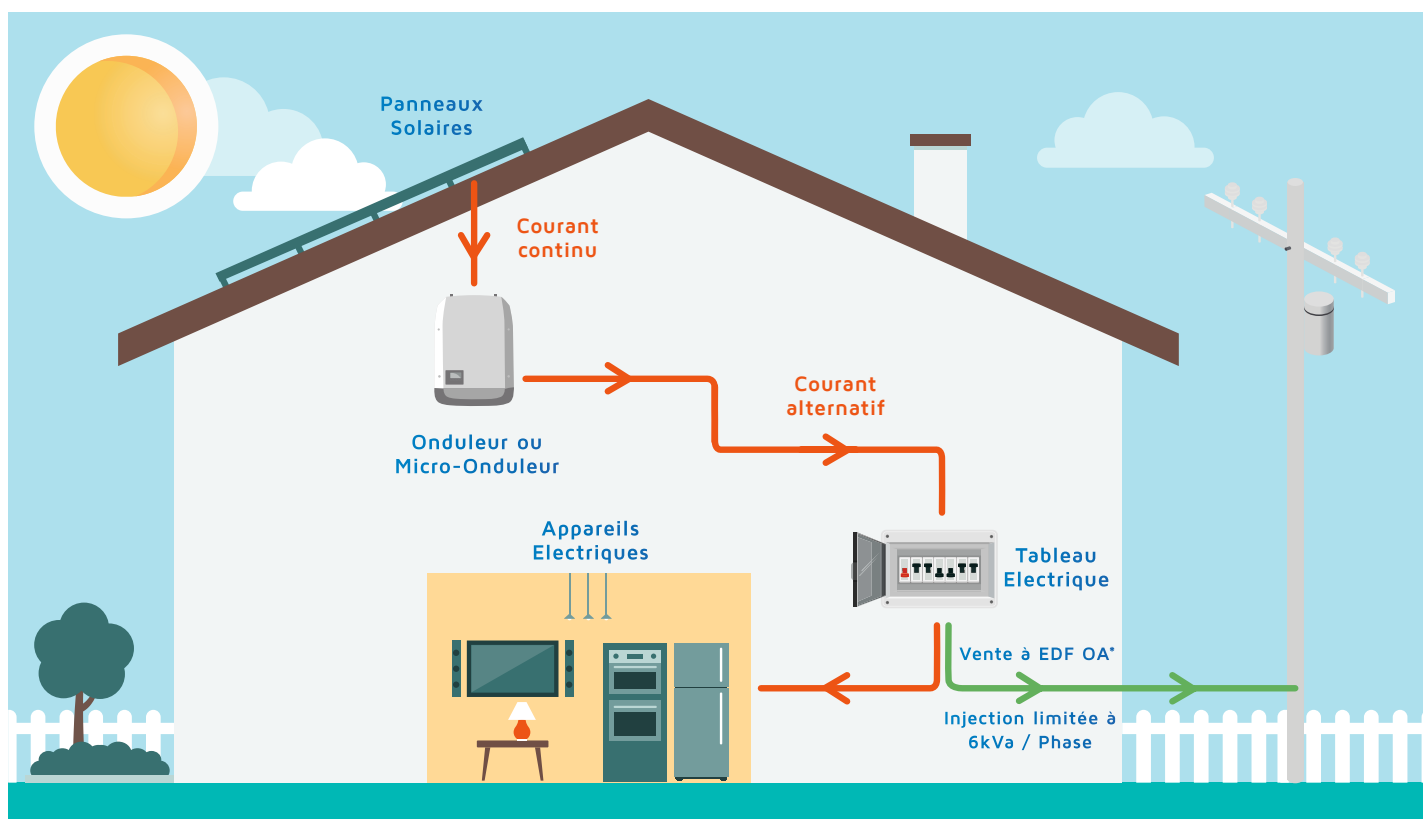 Panneaux
Solaires
Courant
continu
Courant
alternatif
Onduleur ou
Micro-Onduleur
Appareils
Electriques
Tableau
Electrique
Vente à EDF OA*
Injection limitée à
6kVa / Phase